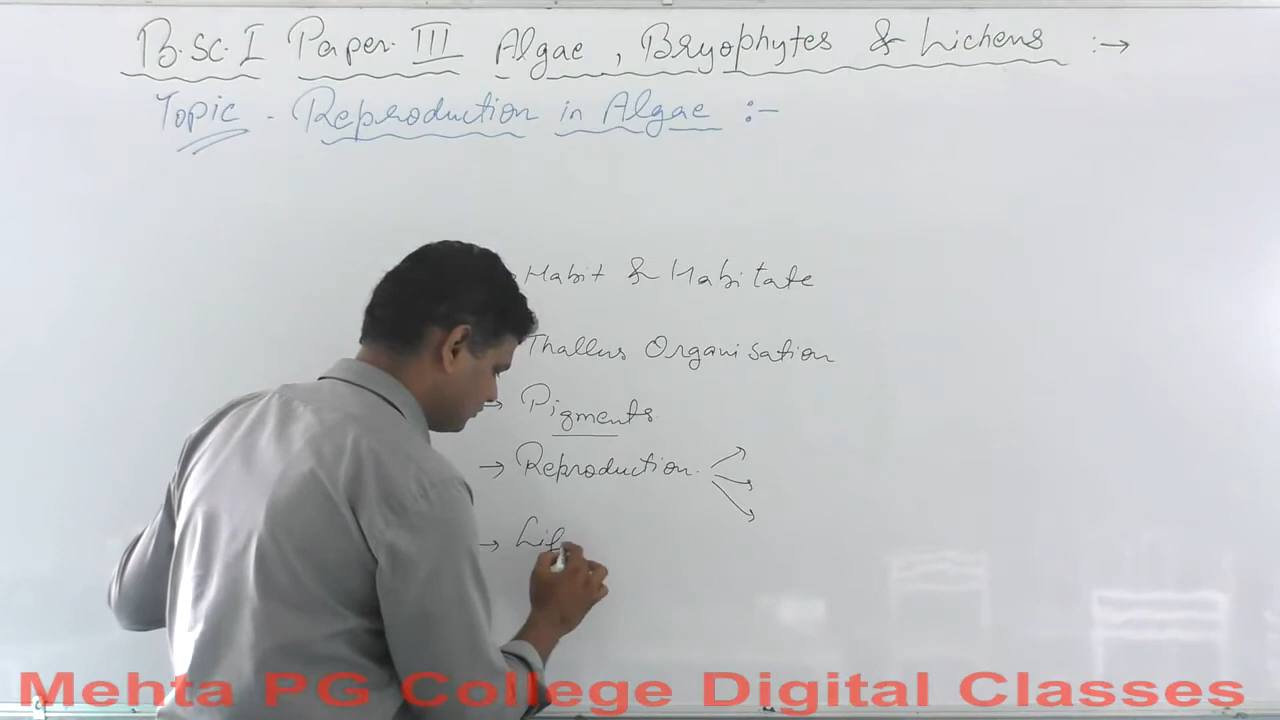 B.Sc. I Paper. III Algae, Bryophytes & Lichens :→
Topic - Reproduction in Algae :-
Habit & Habitate
Thallus Organisation
→ Pigments
→ Reproduction.
→ Lif
Mehta PG College Digital Classes